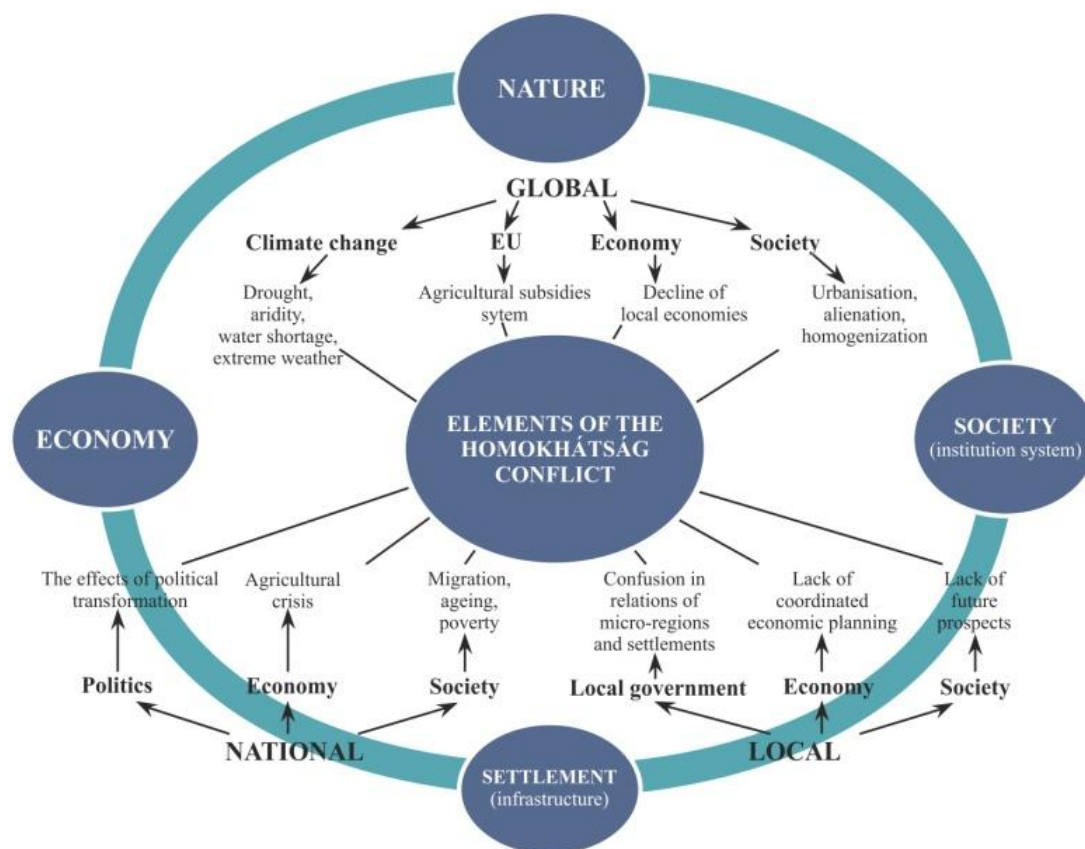 NATURE
GLOBAL
Climate change
EU
Economy
Society
Drought,
aridity,
water shortage,
extreme weather
Agricultural subsidies
sytem
Decline of
local economies
Urbanisation,
alienation,
homogenization
ECONOMY
ELEMENTS OF THE
HOMOKHÁTSÁG
CONFLICT
SOCIETY
(institution system)
The effects of political
transformation
Agricultural
crisis
Migration,
ageing,
poverty
Confusion in
relations of
micro-regions
and settlements
Lack of
coordinated
economic planning
Lack of
future
prospects
Politics
Economy
Society
Local government
Economy
Society
NATIONAL
LOCAL
SETTLEMENT
(infrastructure)